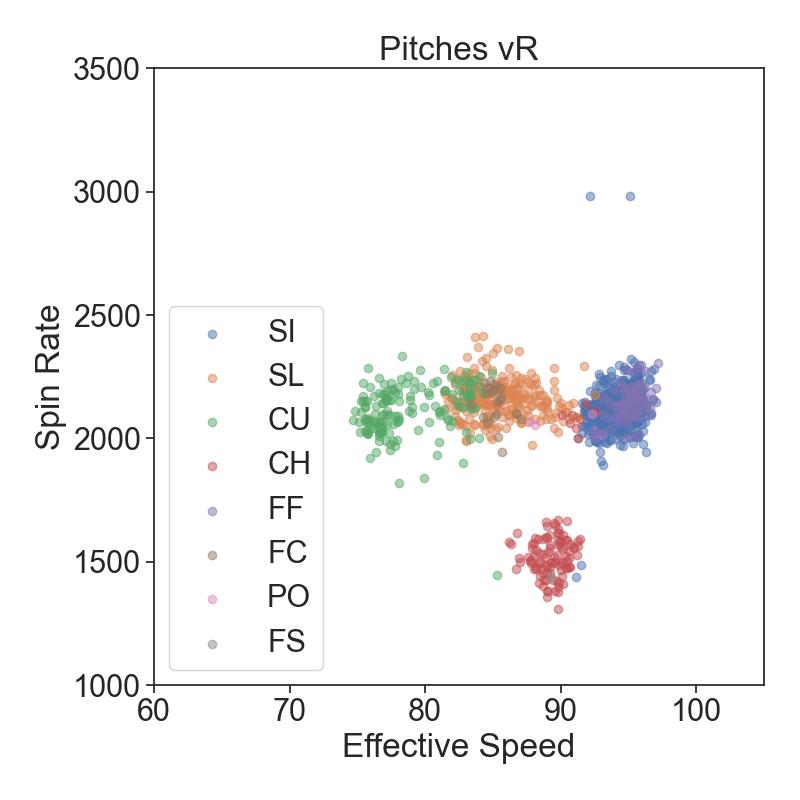 Pitches vR
3500
3000
2500
2000
1500
1000
Spin Rate
SI
SL
CU
CH
FF
FC
PO
FS
60 70 80 90 100
Effective Speed